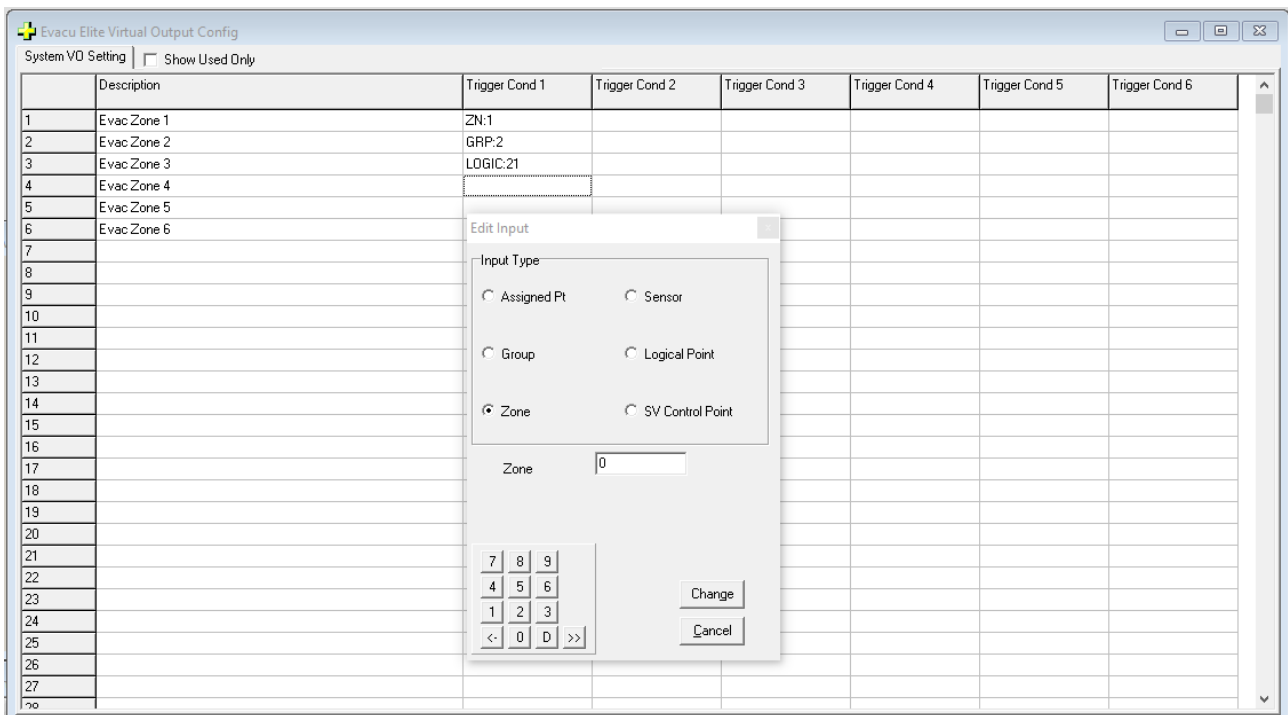 Evacu Elite Virtual Output Config
System VO Setting Show Used Only
Description Trigger Cond 1 Trigger Cond 2 Trigger Cond 3 Trigger Cond 4 Trigger Cond 5 Trigger Cond 6
1 Evac Zone 1 ZN:1
2 Evac Zone 2 GRP:2
3 Evac Zone 3 LOGIC:21
4 Evac Zone 4
5 Evac Zone 5
6 Evac Zone 6
7
8
9
10
11
12
13
14
15
16
17
18
19
20
21
22
23
24
25
26
27
Edit Input
Input Type
Assigned Pt Sensor
Group Logical Point
Zone SV Control Point
Zone 0
7 8 9
4 5 6
1 2 3
<- 0 D >>
Change
Cancel